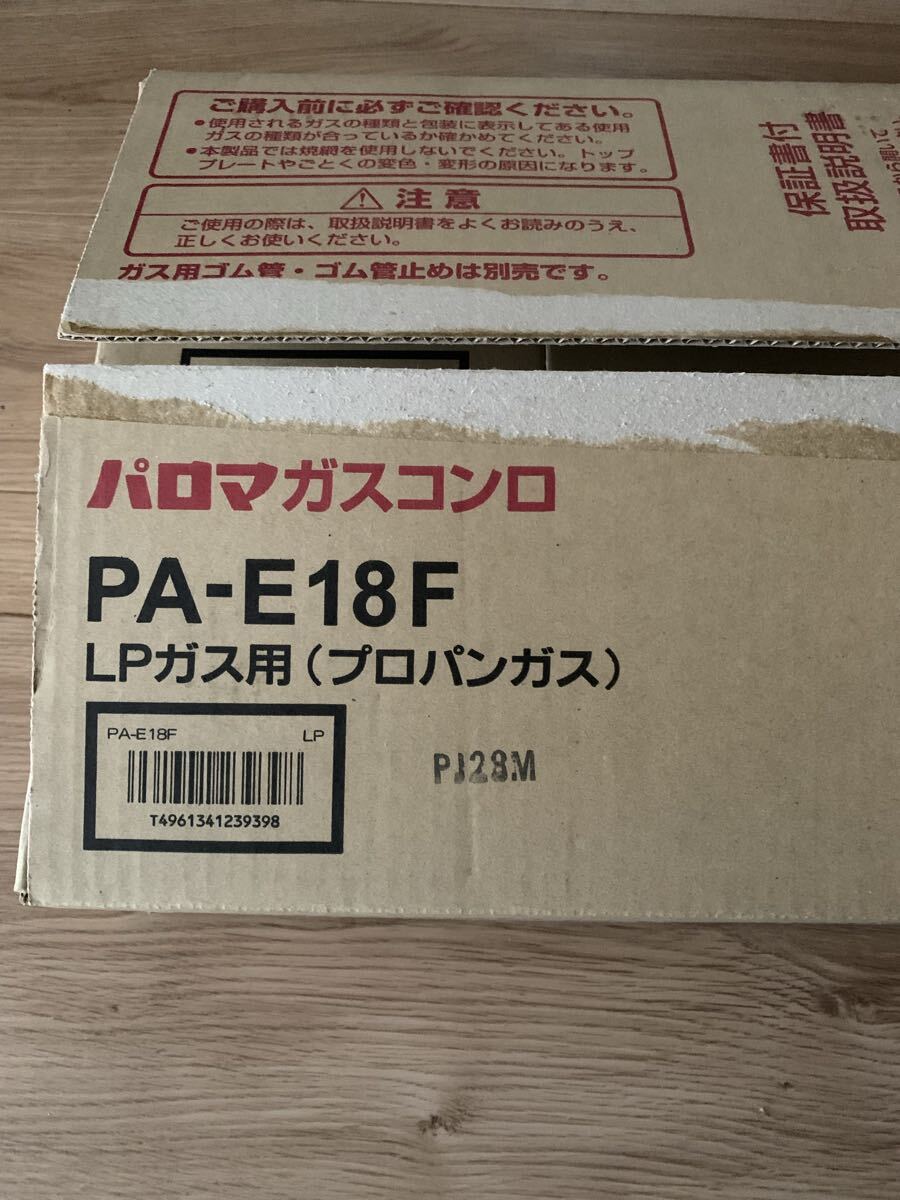 ご購入前に必ずご確認ください。
●使用されるガスの種類と包装に表示してある使用
ガスの種類が合っているか確かめてください。
●本製品では焼網を使用しないでください。トップ
プレートやごとくの変色・変形の原因になります。
⚠注意
ご使用の際は、取扱説明書をよくお読みのうえ、
正しくお使いください。
ガス用ゴム管・ゴム管止めは別売です。
保証書付
取扱説明書
パロマガスコンロ
PA-E18F
LPガス用(プロパンガス)
PA-E18F LP
T4961341239398
PJ28M